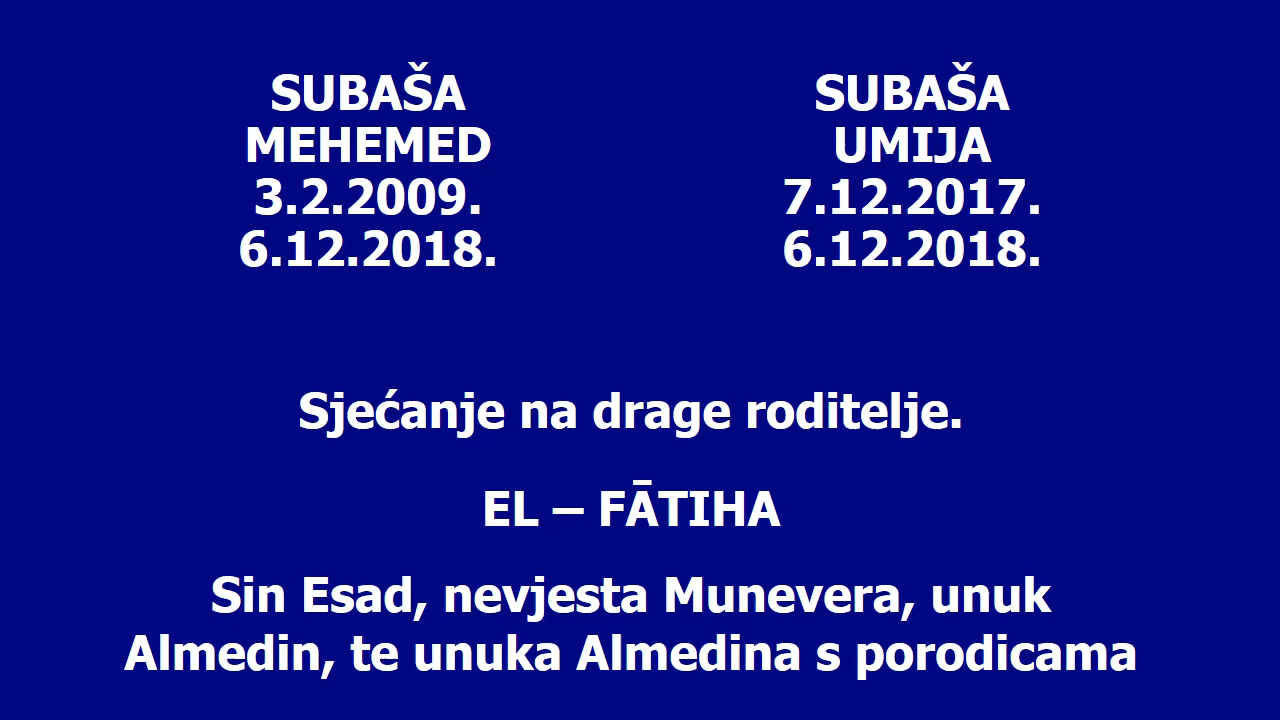 SUBAŠA
MEHEMED
3.2.2009.
6.12.2018.
SUBAŠA
UMIJA
7.12.2017.
6.12.2018.
Sjećanje na drage roditelje.
EL – FĀTIHA
Sin Esad, nevjesta Munevera, unuk
Almedin, te unuka Almedina s porodicama